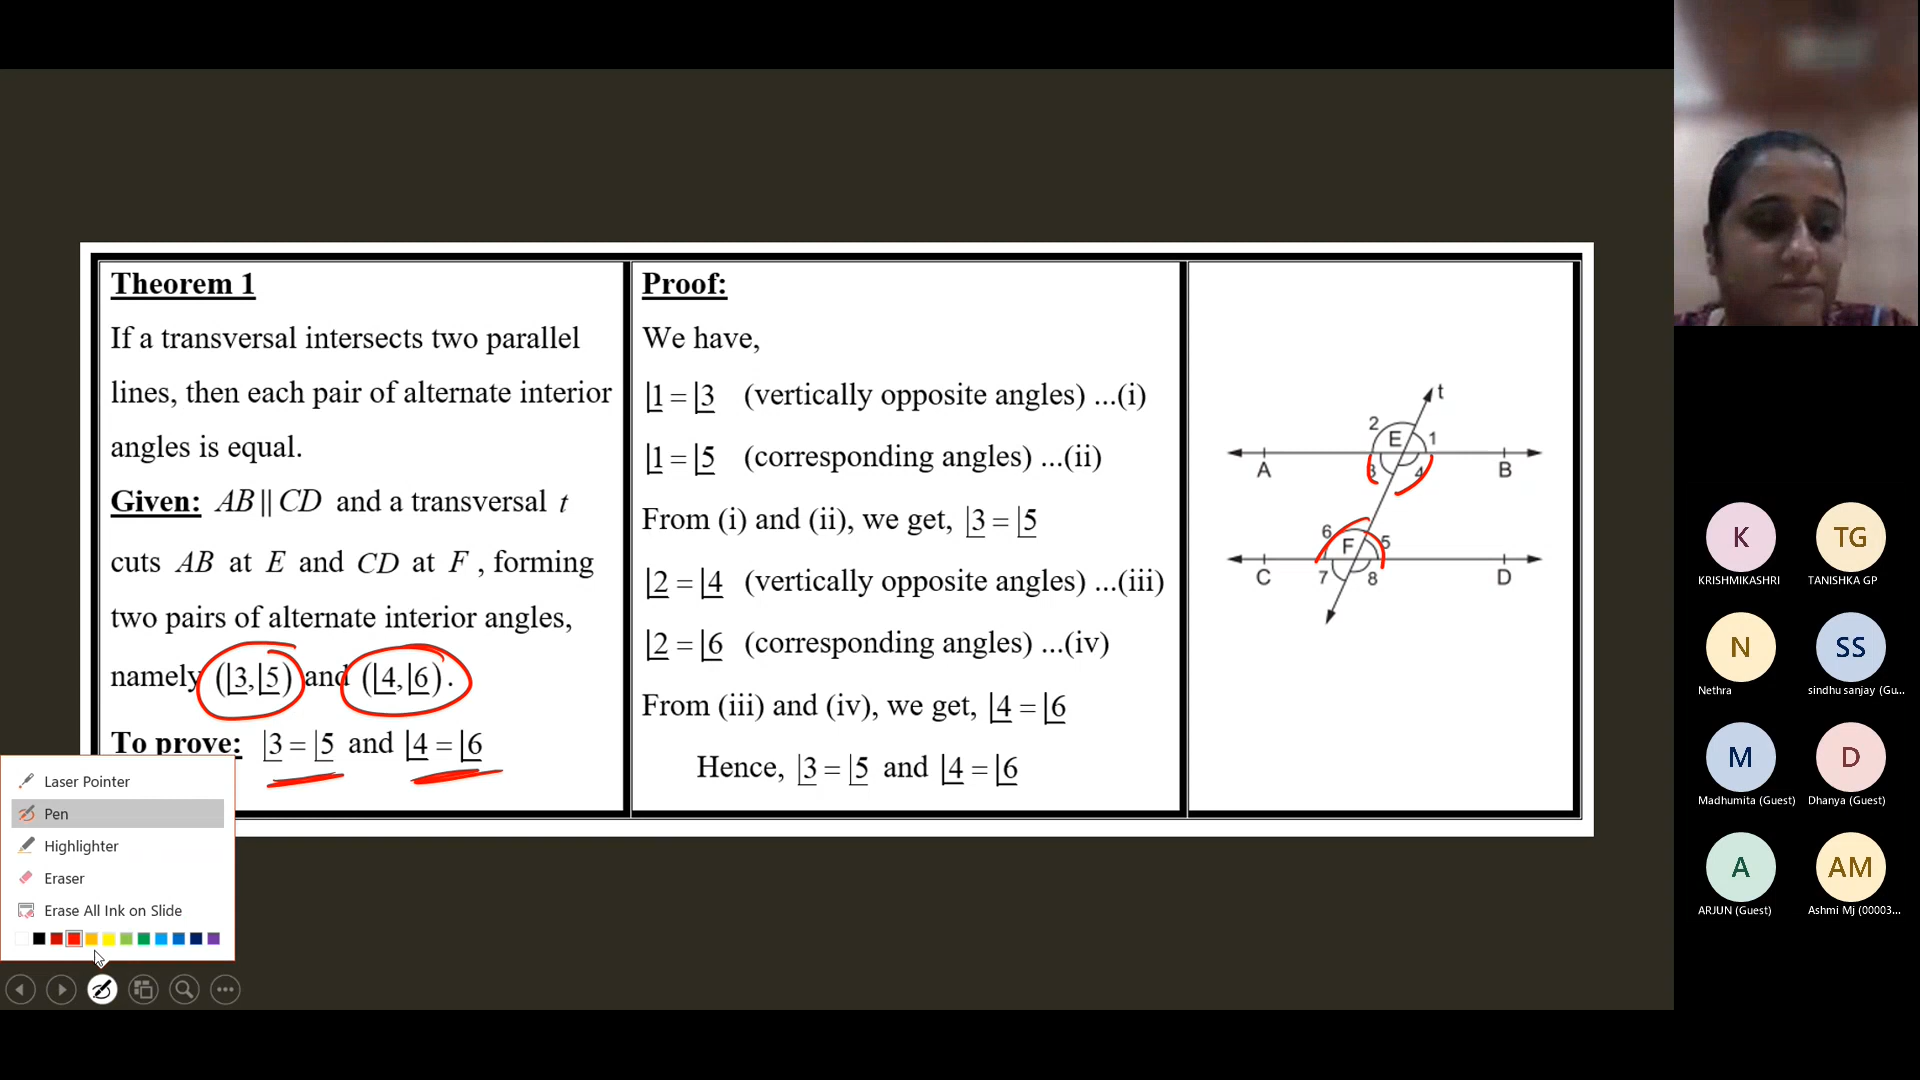 Theorem 1
If a transversal intersects two parallel
lines, then each pair of alternate interior
angles is equal.
Given: AB || CD and a transversal t
cuts AB at E and CD at F , forming
two pairs of alternate interior angles,
namely (∠3,∠5) and (∠4,∠6).
To prove: ∠3 = ∠5 and ∠4 = ∠6
Proof:
We have,
∠1 = ∠3 (vertically opposite angles) ...(i)
∠1 = ∠5 (corresponding angles) ...(ii)
From (i) and (ii), we get, ∠3 = ∠5
∠2 = ∠4 (vertically opposite angles) ...(iii)
∠2 = ∠6 (corresponding angles) ...(iv)
From (iii) and (iv), we get, ∠4 = ∠6
Hence, ∠3 = ∠5 and ∠4 = ∠6
t
2 E 1
A 3 4 B
6 F 5
C 7 8 D
Laser Pointer
Pen
Highlighter
Eraser
Erase All Ink on Slide
K TG
KRISHMIKASHRI TANISHKA GP
N SS
Nethra sindhu sanjay (Gu...
M D
Madhumita (Guest) Dhanya (Guest)
A AM
ARJUN (Guest) Ashmi Mj (00003...